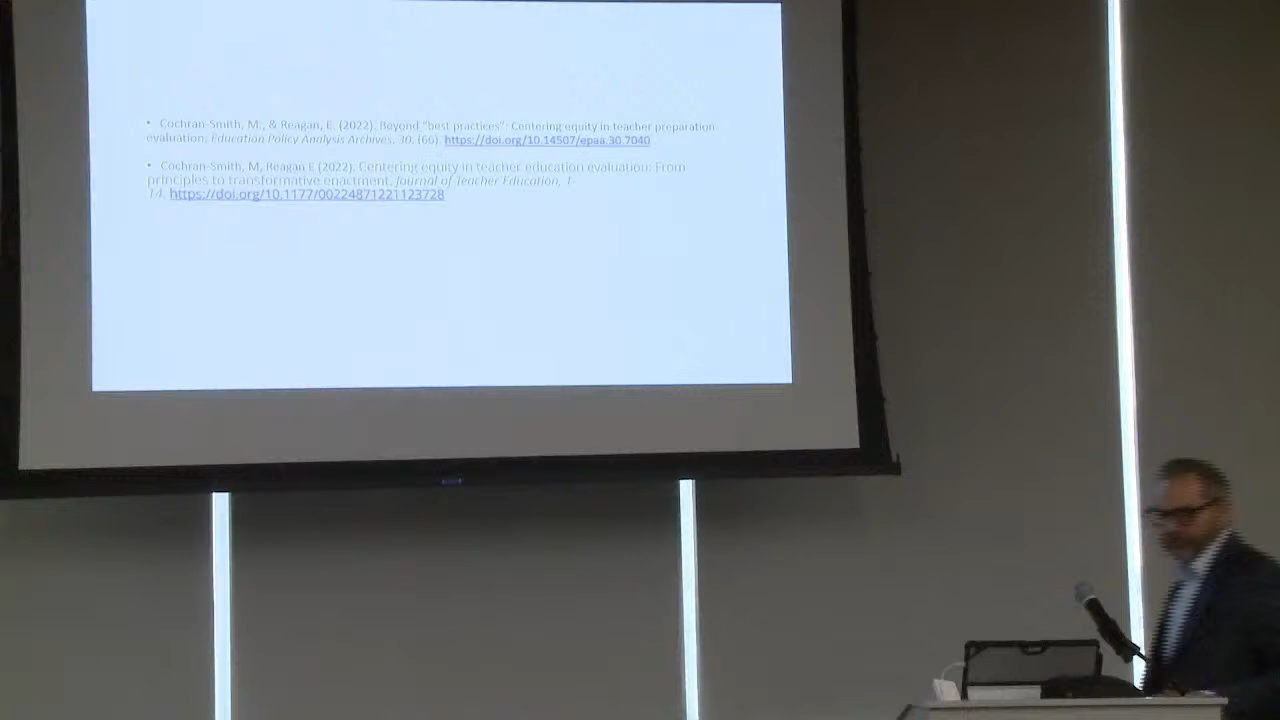 • Cochran-Smith, M., & Reagan, E. (2022). Beyond "best practices": Centering equity in teacher preparation
evaluation. Education Policy Analysis Archives, 30, (66). https://doi.org/10.14507/epaa.30.7040
• Cochran-Smith, M, Reagan E (2022). Centering equity in teacher education evaluation: From
principles to transformative enactment. Journal of Teacher Education, 1-
14. https://doi.org/10.1177/00224871221123728